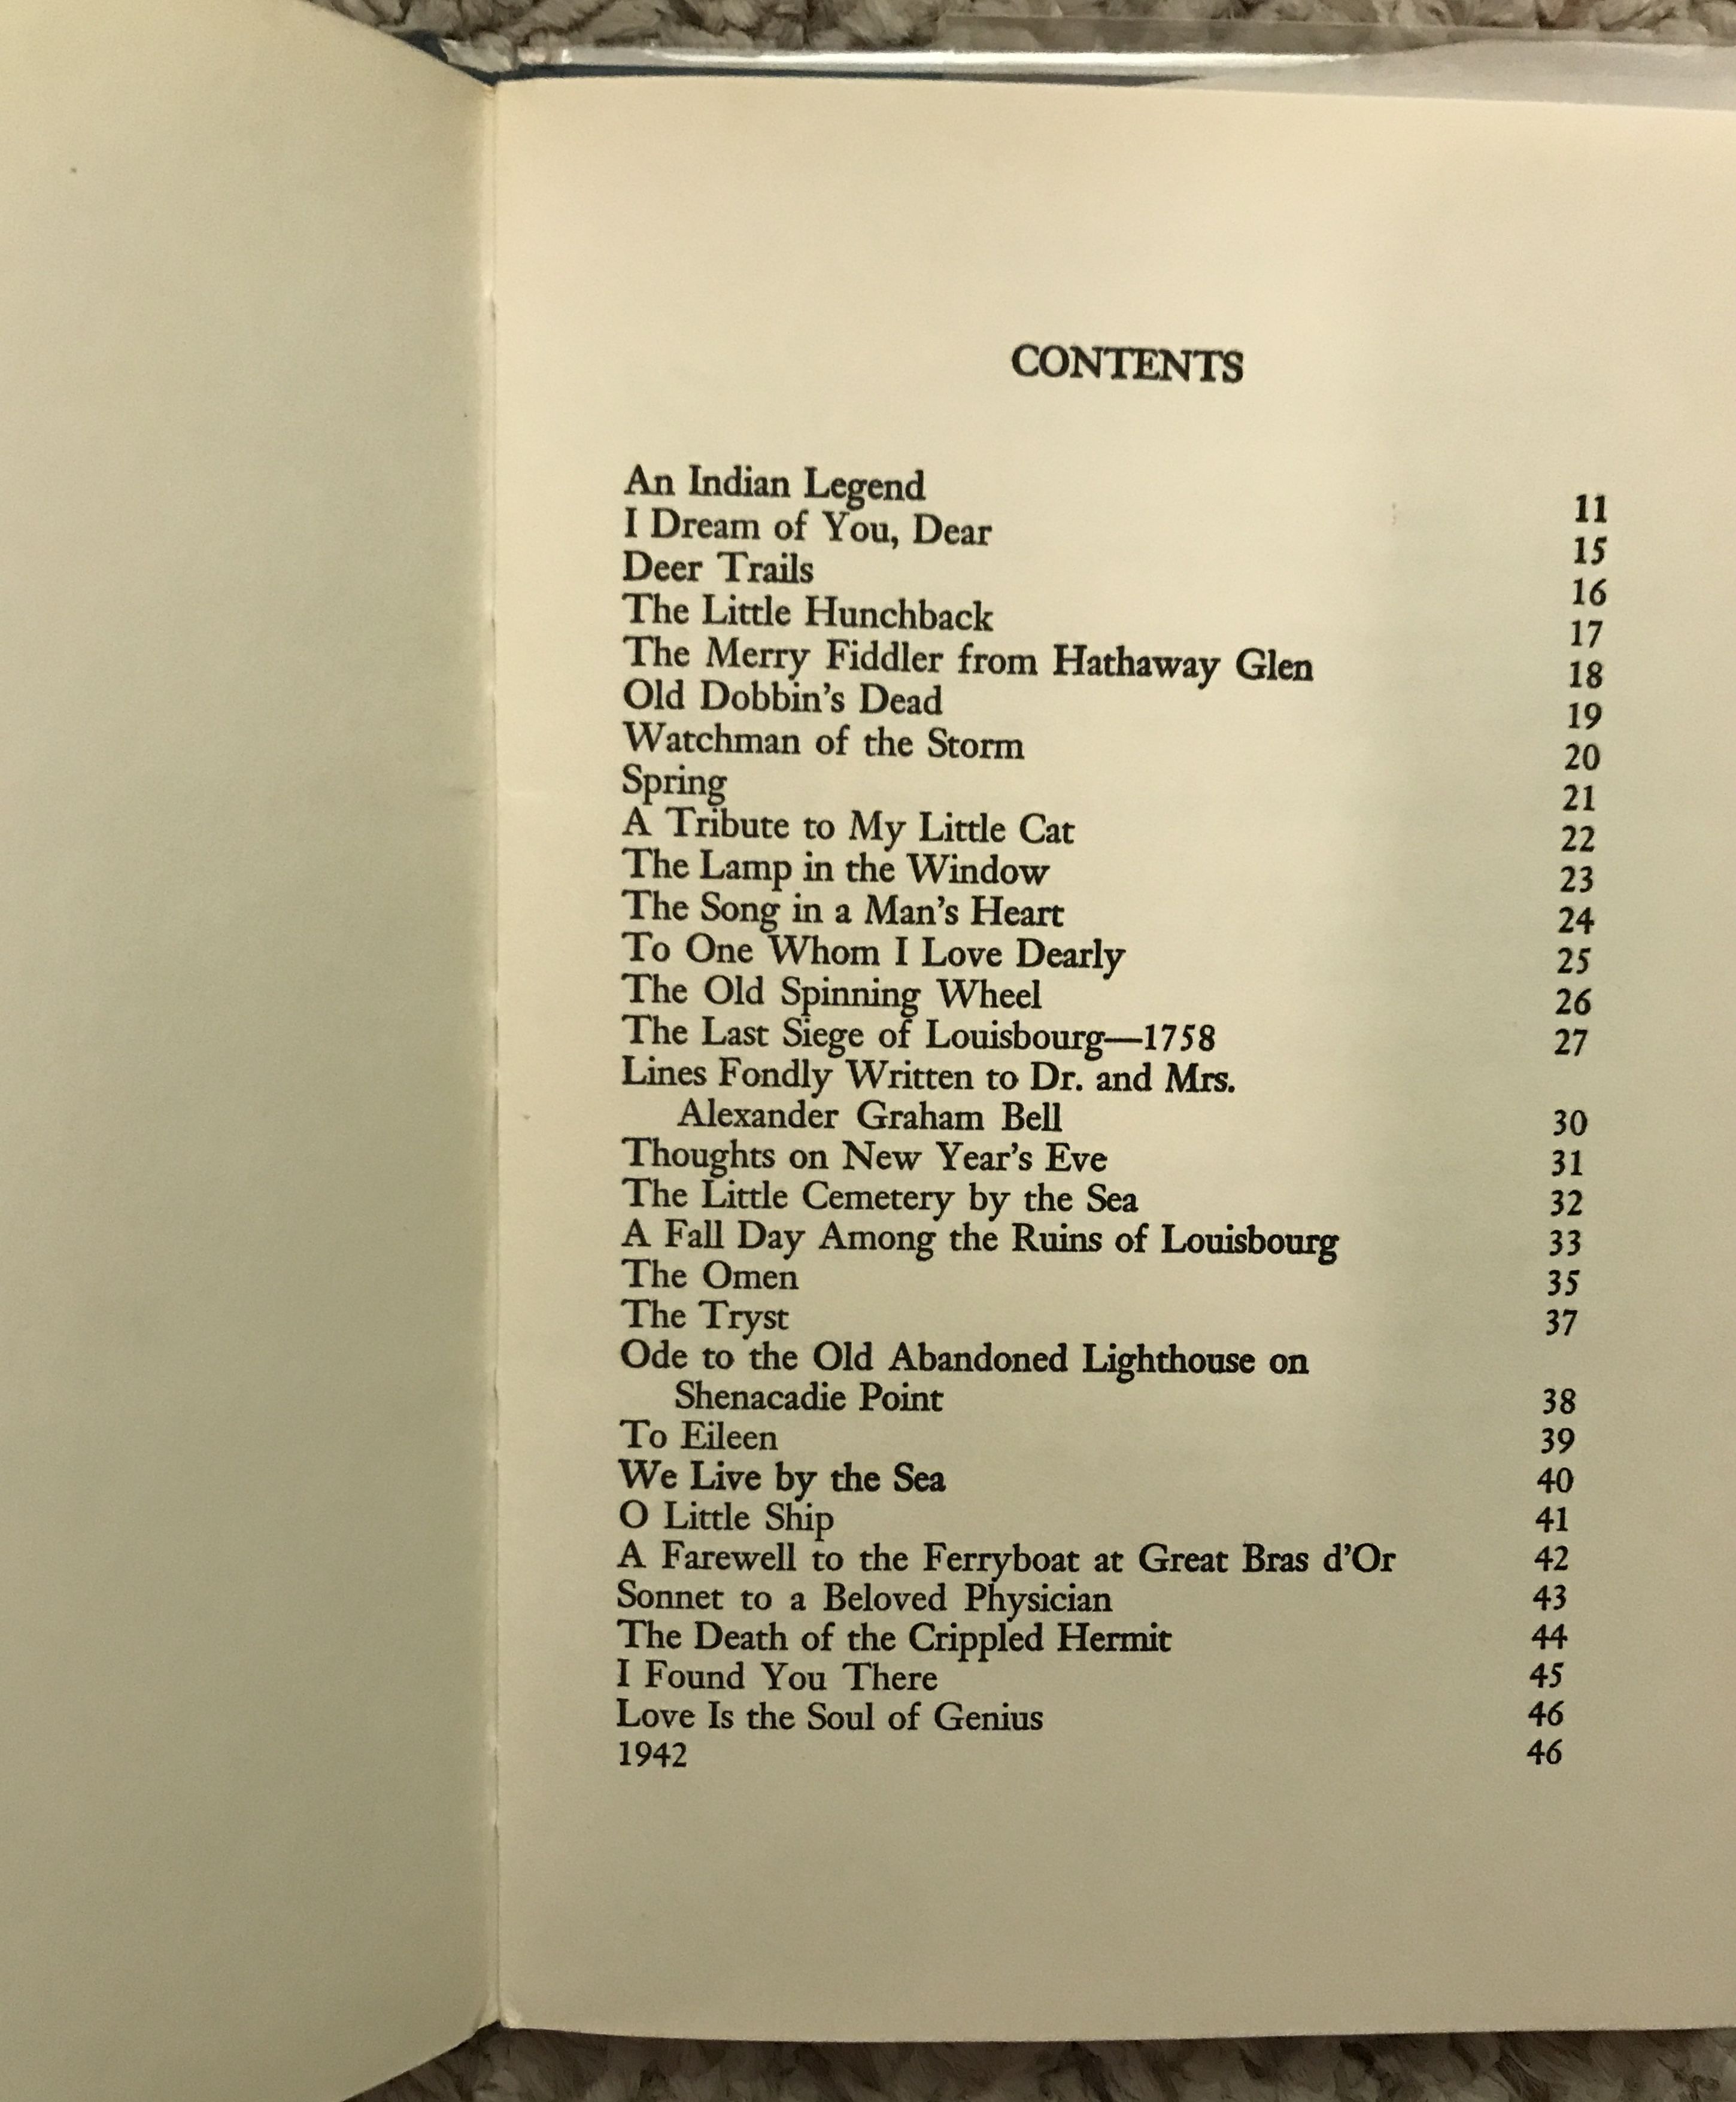 CONTENTS
An Indian Legend 11
I Dream of You, Dear 15
Deer Trails 16
The Little Hunchback 17
The Merry Fiddler from Hathaway Glen 18
Old Dobbin's Dead 19
Watchman of the Storm 20
Spring 21
A Tribute to My Little Cat 22
The Lamp in the Window 23
The Song in a Man's Heart 24
To One Whom I Love Dearly 25
The Old Spinning Wheel 26
The Last Siege of Louisbourg—1758 27
Lines Fondly Written to Dr. and Mrs.
Alexander Graham Bell 30
Thoughts on New Year's Eve 31
The Little Cemetery by the Sea 32
A Fall Day Among the Ruins of Louisbourg 33
The Omen 35
The Tryst 37
Ode to the Old Abandoned Lighthouse on
Shenacadie Point 38
To Eileen 39
We Live by the Sea 40
O Little Ship 41
A Farewell to the Ferryboat at Great Bras d'Or 42
Sonnet to a Beloved Physician 43
The Death of the Crippled Hermit 44
I Found You There 45
Love Is the Soul of Genius 46
1942 46